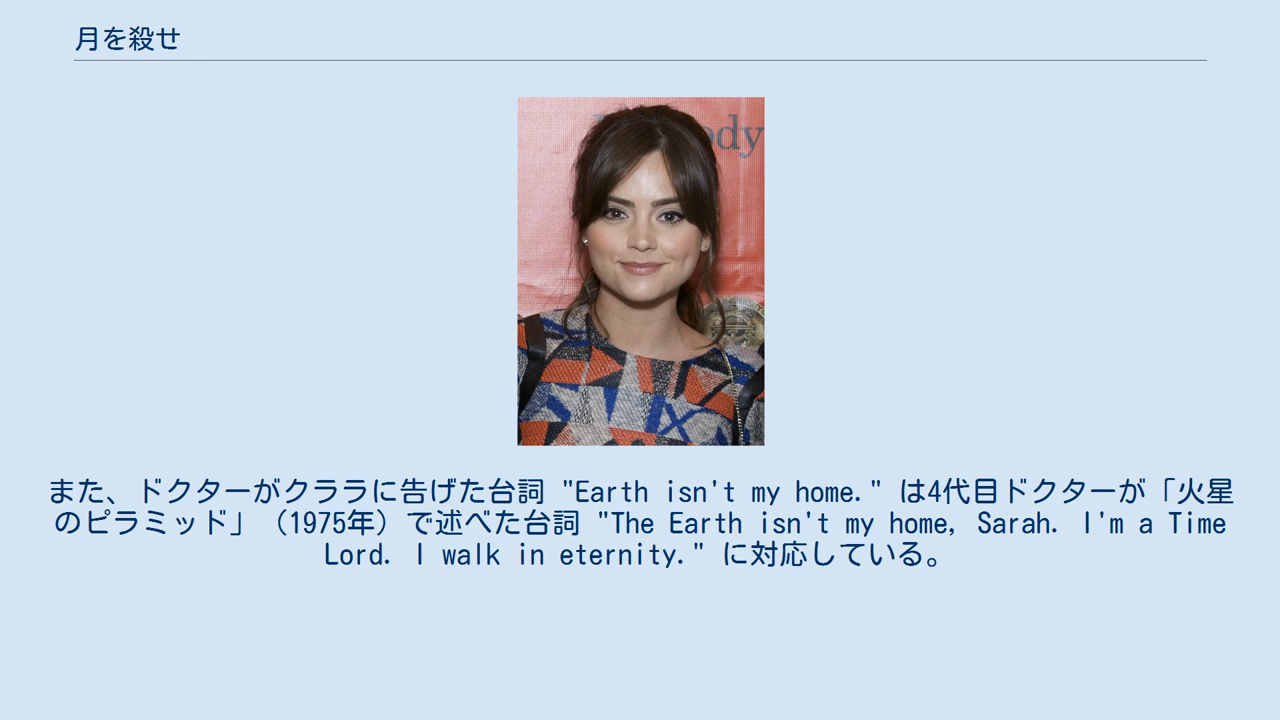 月を殺せ
ody
また、ドクターがクララに告げた台詞 "Earth isn't my home." は4代目ドクターが「火星
のピラミッド」（1975年）で述べた台詞 "The Earth isn't my home, Sarah. I'm a Time
Lord. I walk in eternity." に対応している。